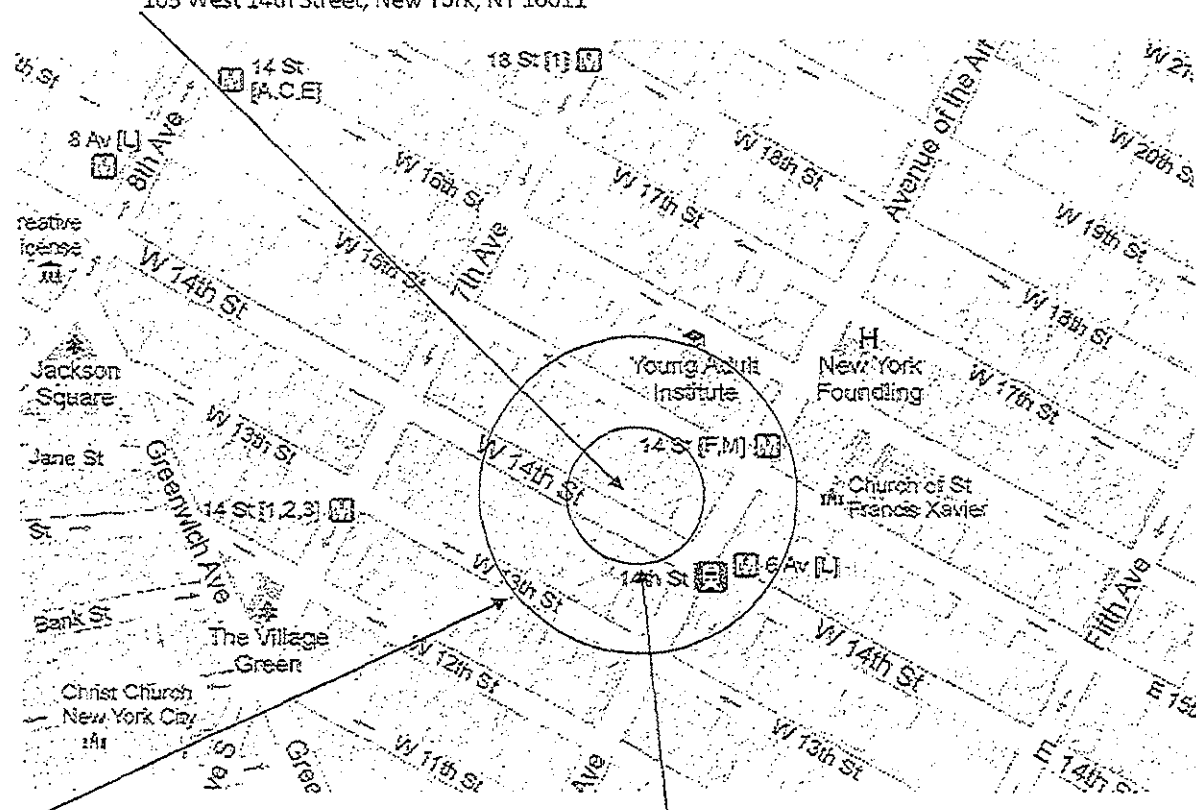 105 West 14th Street, New York, NY 10011
th St
14 St
[A,C,E]
18 St [1]
Avenue of the
W 21
8 Av [L]
8th Ave
W 16th St
W 17th St
W 18th St
W 20th S
reative
icense
W 14th St
W 15th St
7th Ave
W 19th St
W 18th St
Jackson
Square
Young Adult
Institute
H
New York
Foundling
W 17th St
W 13th St
Jane St
Greenwich Ave
W 14th St
14 St [F,M]
14 St [1,2,3]
St
Church of St
Francis Xavier
W 13th St
14th St
6 Av [L]
Fifth Ave
Bank St
The Village
Green
W 12th St
W 14th St
Christ Church
New York City
E 15
ve S
Gree
W 11th St
Ave
W 13th St
E 14th S